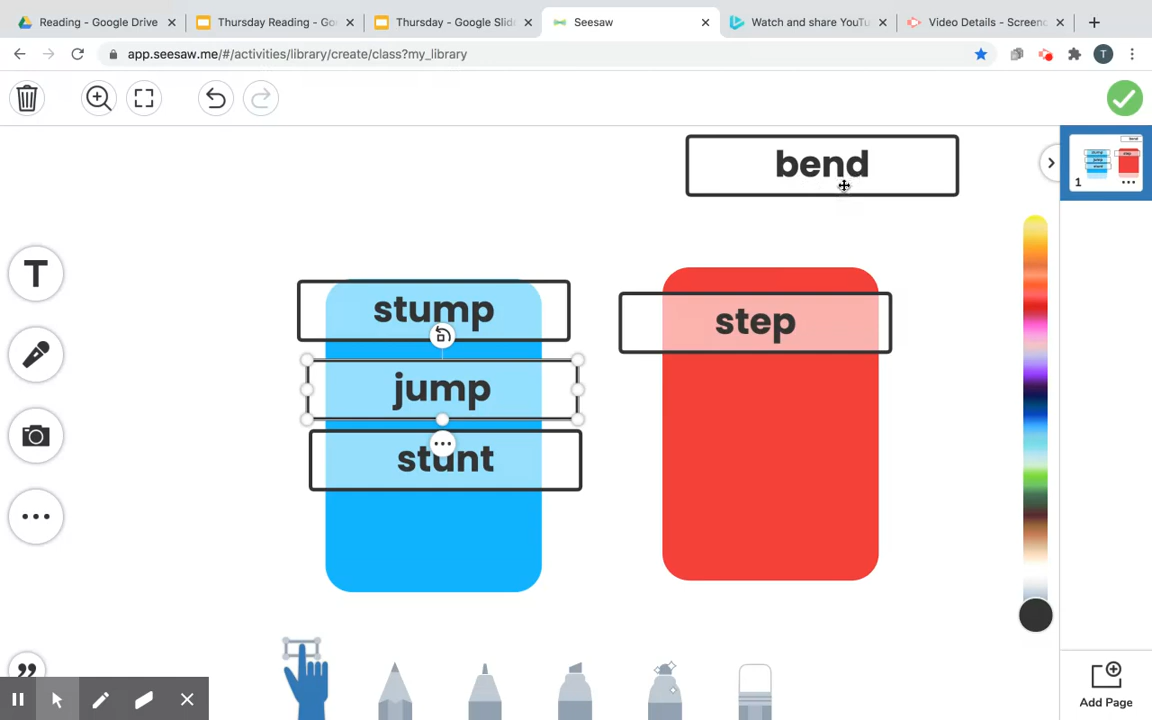 Reading - Google Drive
Thursday Reading - Go
Thursday - Google Slid
Seesaw
Watch and share YouTu
Video Details - Screenc
app.seesaw.me/#/activities/library/create/class?my_library
T
bend
stump
step
jump
stunt
T
1
Add Page